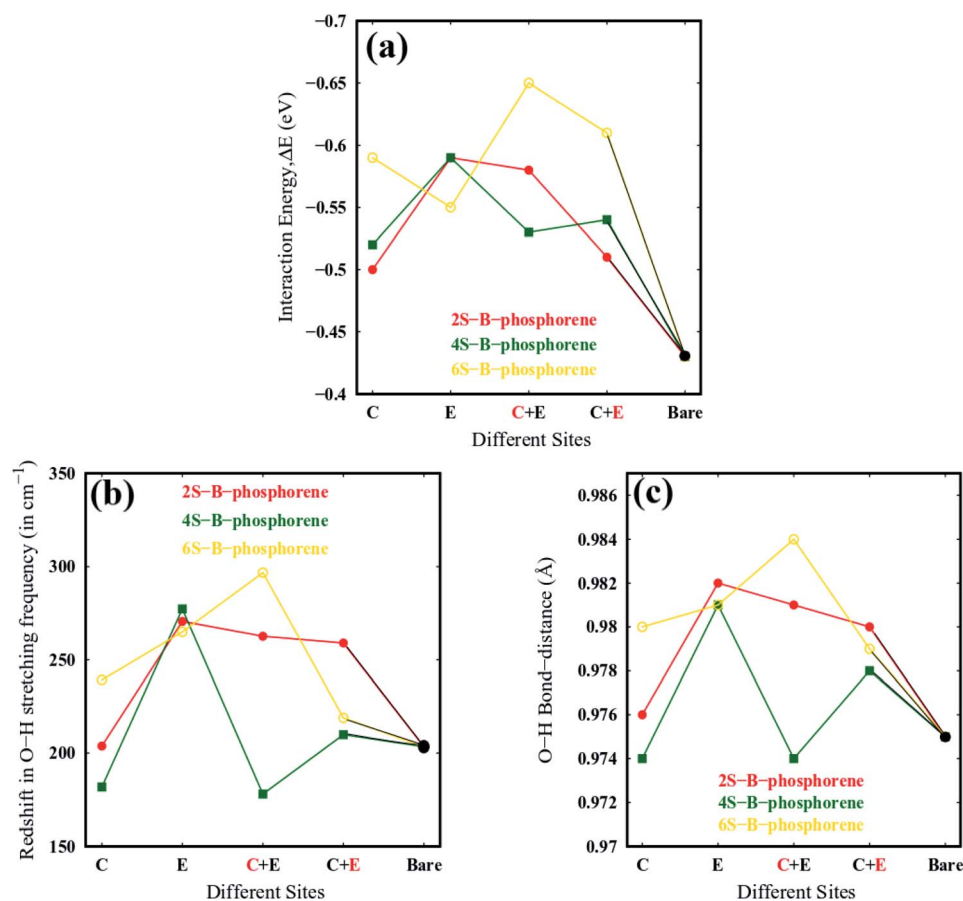 (a)
Interaction Energy,ΔE (eV)
−0.7
−0.65
−0.6
−0.55
−0.5
−0.45
−0.4
2S−B−phosphorene
4S−B−phosphorene
6S−B−phosphorene
C E C+E C+E Bare
Different Sites
(b)
Redshift in O−H stretching frequency (in cm⁻¹)
350
300
250
200
150
2S−B−phosphorene
4S−B−phosphorene
6S−B−phosphorene
C E C+E C+E Bare
Different Sites
(c)
O−H Bond−distance (Å)
0.986
0.984
0.982
0.98
0.978
0.976
0.974
0.972
0.97
2S−B−phosphorene
4S−B−phosphorene
6S−B−phosphorene
C E C+E C+E Bare
Different Sites